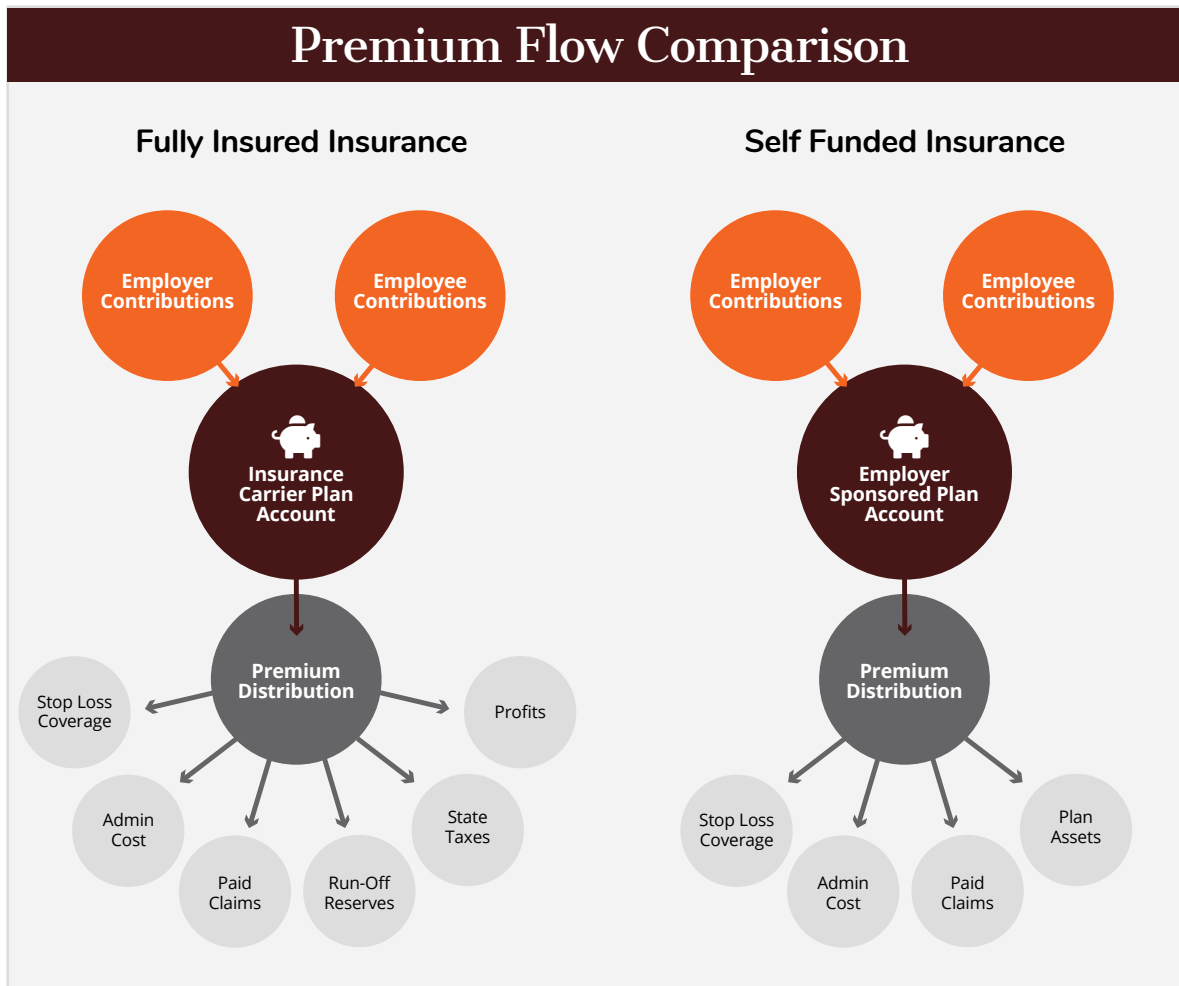 Premium Flow Comparison
Fully Insured Insurance
Employer
Contributions
Employee
Contributions
Insurance
Carrier Plan
Account
Premium
Distribution
Stop Loss
Coverage
Admin
Cost
Paid
Claims
Run-Off
Reserves
State
Taxes
Profits
Self Funded Insurance
Employer
Contributions
Employee
Contributions
Employer
Sponsored Plan
Account
Premium
Distribution
Stop Loss
Coverage
Admin
Cost
Paid
Claims
Plan
Assets